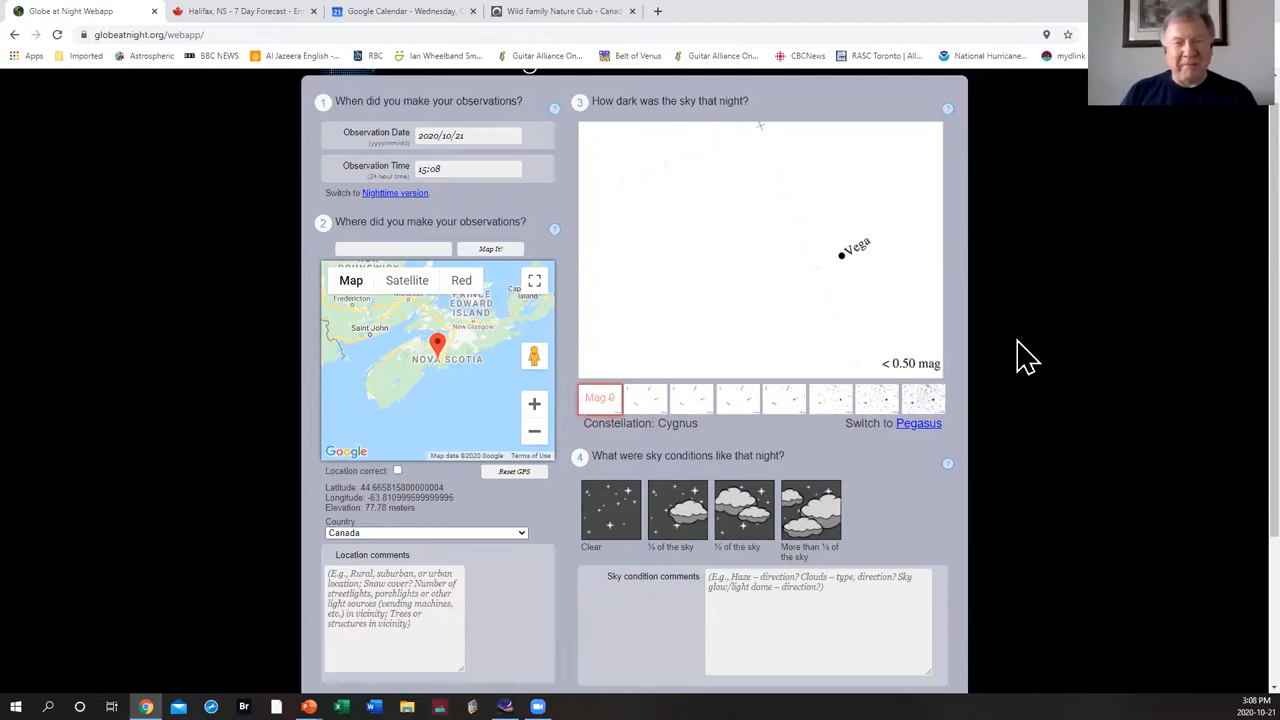 Globe at Night Webapp
Halifax, NS - 7 Day Forecast - En
Google Calendar - Wednesday, O
Wild Family Nature Club - Canad
globeatnight.org/webapp/
Apps
Imported
Astrospheric
BBC NEWS
Al Jazeera English -...
RBC
Ian Wheelband Sm...
Guitar Alliance On...
Belt of Venus
Guitar Alliance On...
CBCNews
RASC Toronto | All...
National Hurricane...
mydlink
1 When did you make your observations?
?
Observation Date
(yyyy/mm/dd)
2020/10/21
Observation Time
(24 hour time)
15:08
Switch to Nighttime version.
2 Where did you make your observations?
?
Map It!
Map
Satellite
Red
Fredericton
PRINCE
EDWARD
ISLAND
Island
Saint John
New Glasgow
NOVA SCOTIA
Google
Map data ©2020 Google
Terms of Use
Location correct:
Reset GPS
Latitude: 44.665815800000004
Longitude: -63.810999599999995
Elevation: 77.78 meters
Country:
Canada
Location comments
(E.g., Rural, suburban, or urban
location; Snow cover? Number of
streetlights, porchlights or other
light sources (vending machines,
etc.) in vicinity; Trees or
structures in vicinity)
3 How dark was the sky that night?
?
Vega
< 0.50 mag
Mag 0
Constellation: Cygnus
Switch to Pegasus
4 What were sky conditions like that night?
?
Clear
¼ of the sky
½ of the sky
More than ½ of
the sky
Sky condition comments
(E.g., Haze – direction? Clouds – type, direction? Sky
glow/light dome – direction?)
3:08 PM
2020-10-21